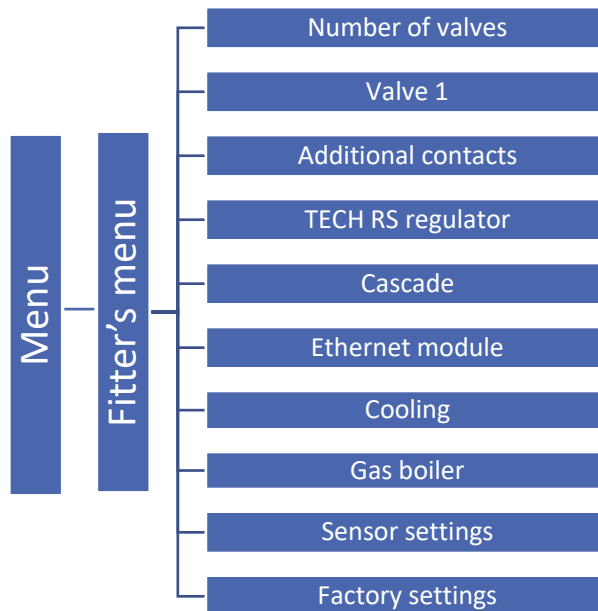 Menu
Fitter's menu
Number of valves
Valve 1
Additional contacts
TECH RS regulator
Cascade
Ethernet module
Cooling
Gas boiler
Sensor settings
Factory settings